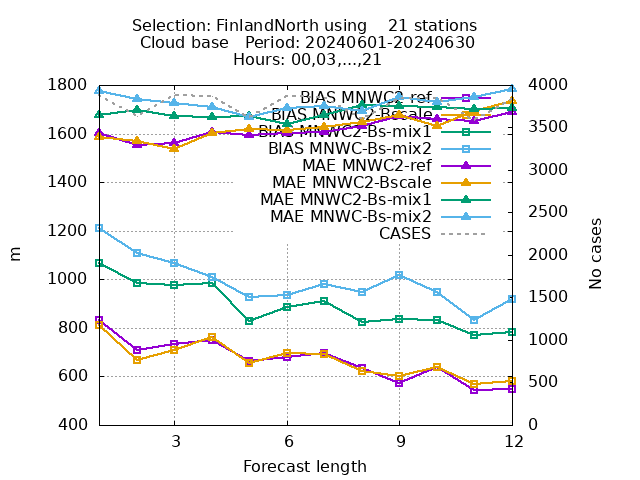 Selection: FinlandNorth using 21 stations
Cloud base Period: 20240601-20240630
Hours: 00,03,...,21
1800
1600
1400
1200
1000
800
600
400
4000
3500
3000
2500
2000
1500
1000
500
0
BIAS MNWC2-ref
BIAS MNWC2-Bscale
BIAS MNWC2-Bs-mix1
BIAS MNWC-Bs-mix2
MAE MNWC2-ref
MAE MNWC2-Bscale
MAE MNWC2-Bs-mix1
MAE MNWC-Bs-mix2
CASES
m
No cases
3
6
9
12
Forecast length